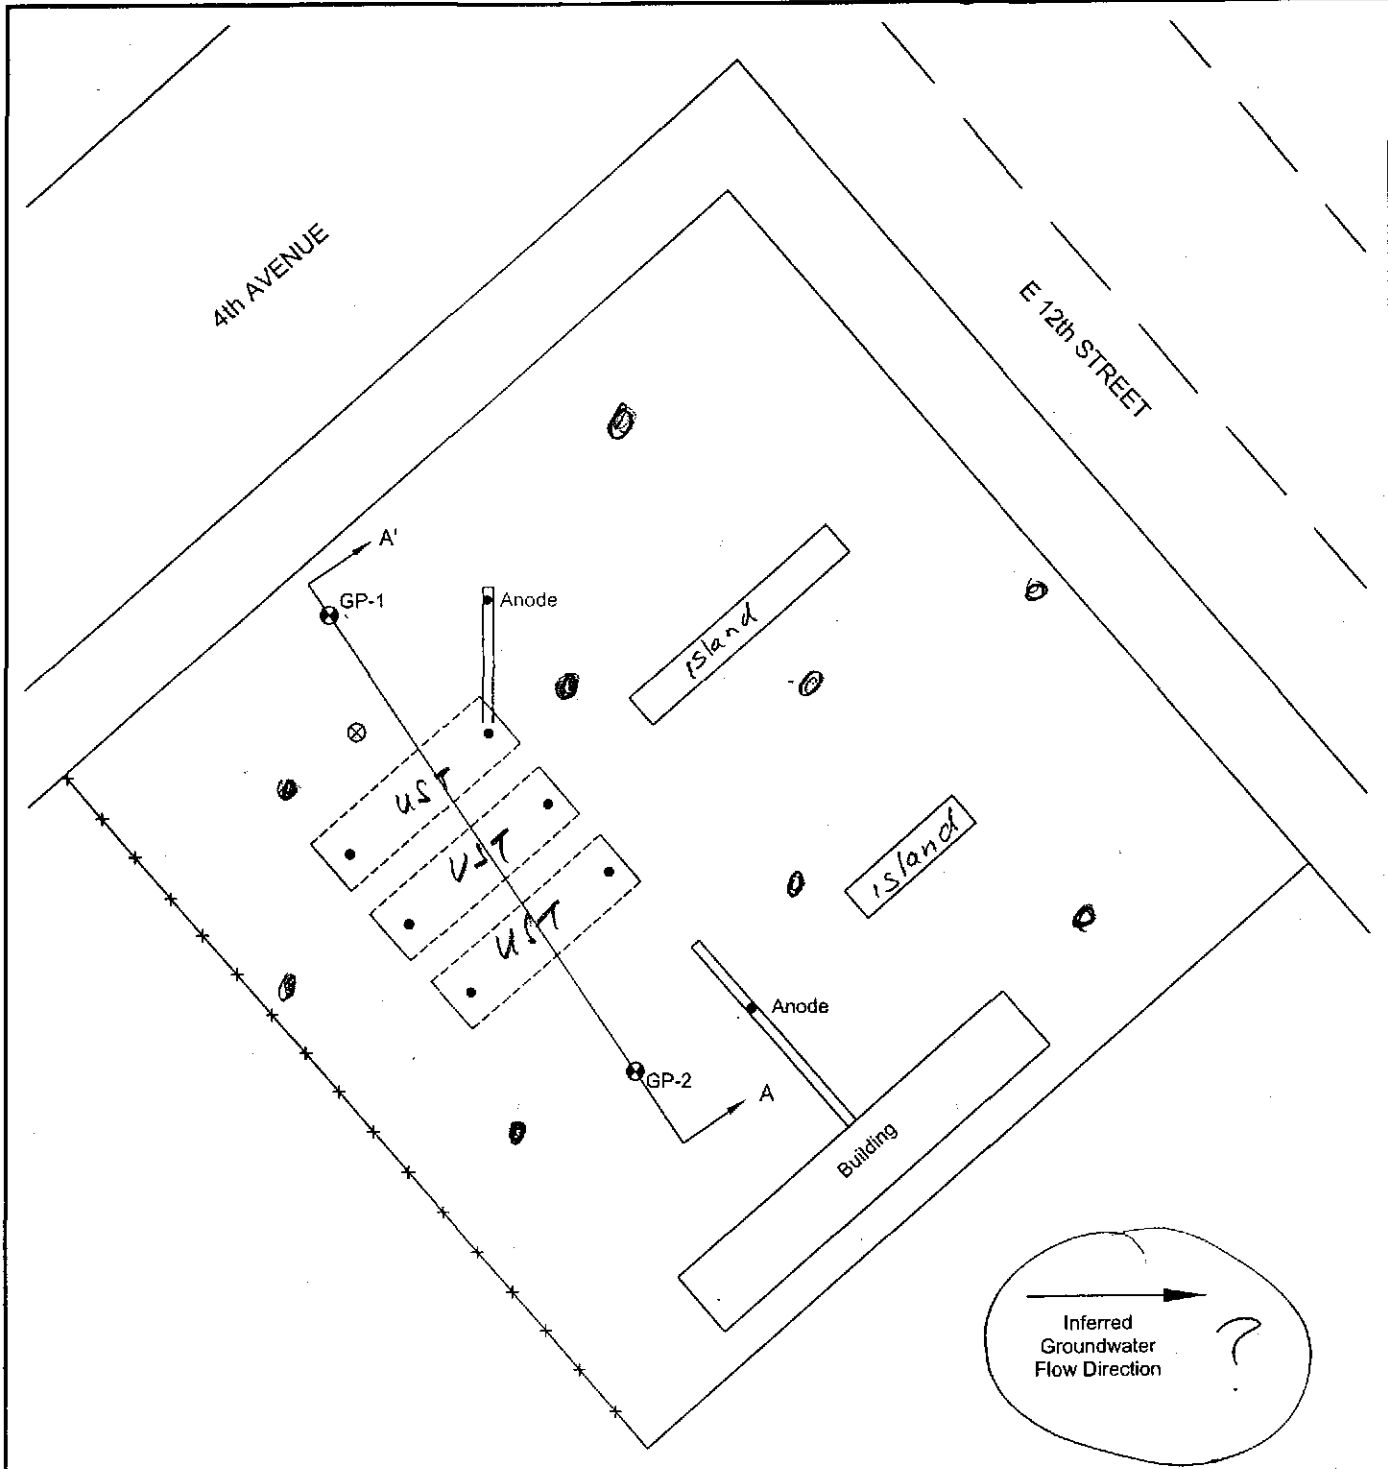 4th AVENUE
E 12th STREET
A'
GP-1
Anode
island
UST
UST
UST
island
Anode
GP-2
A
Building
Inferred
Groundwater
Flow Direction
?